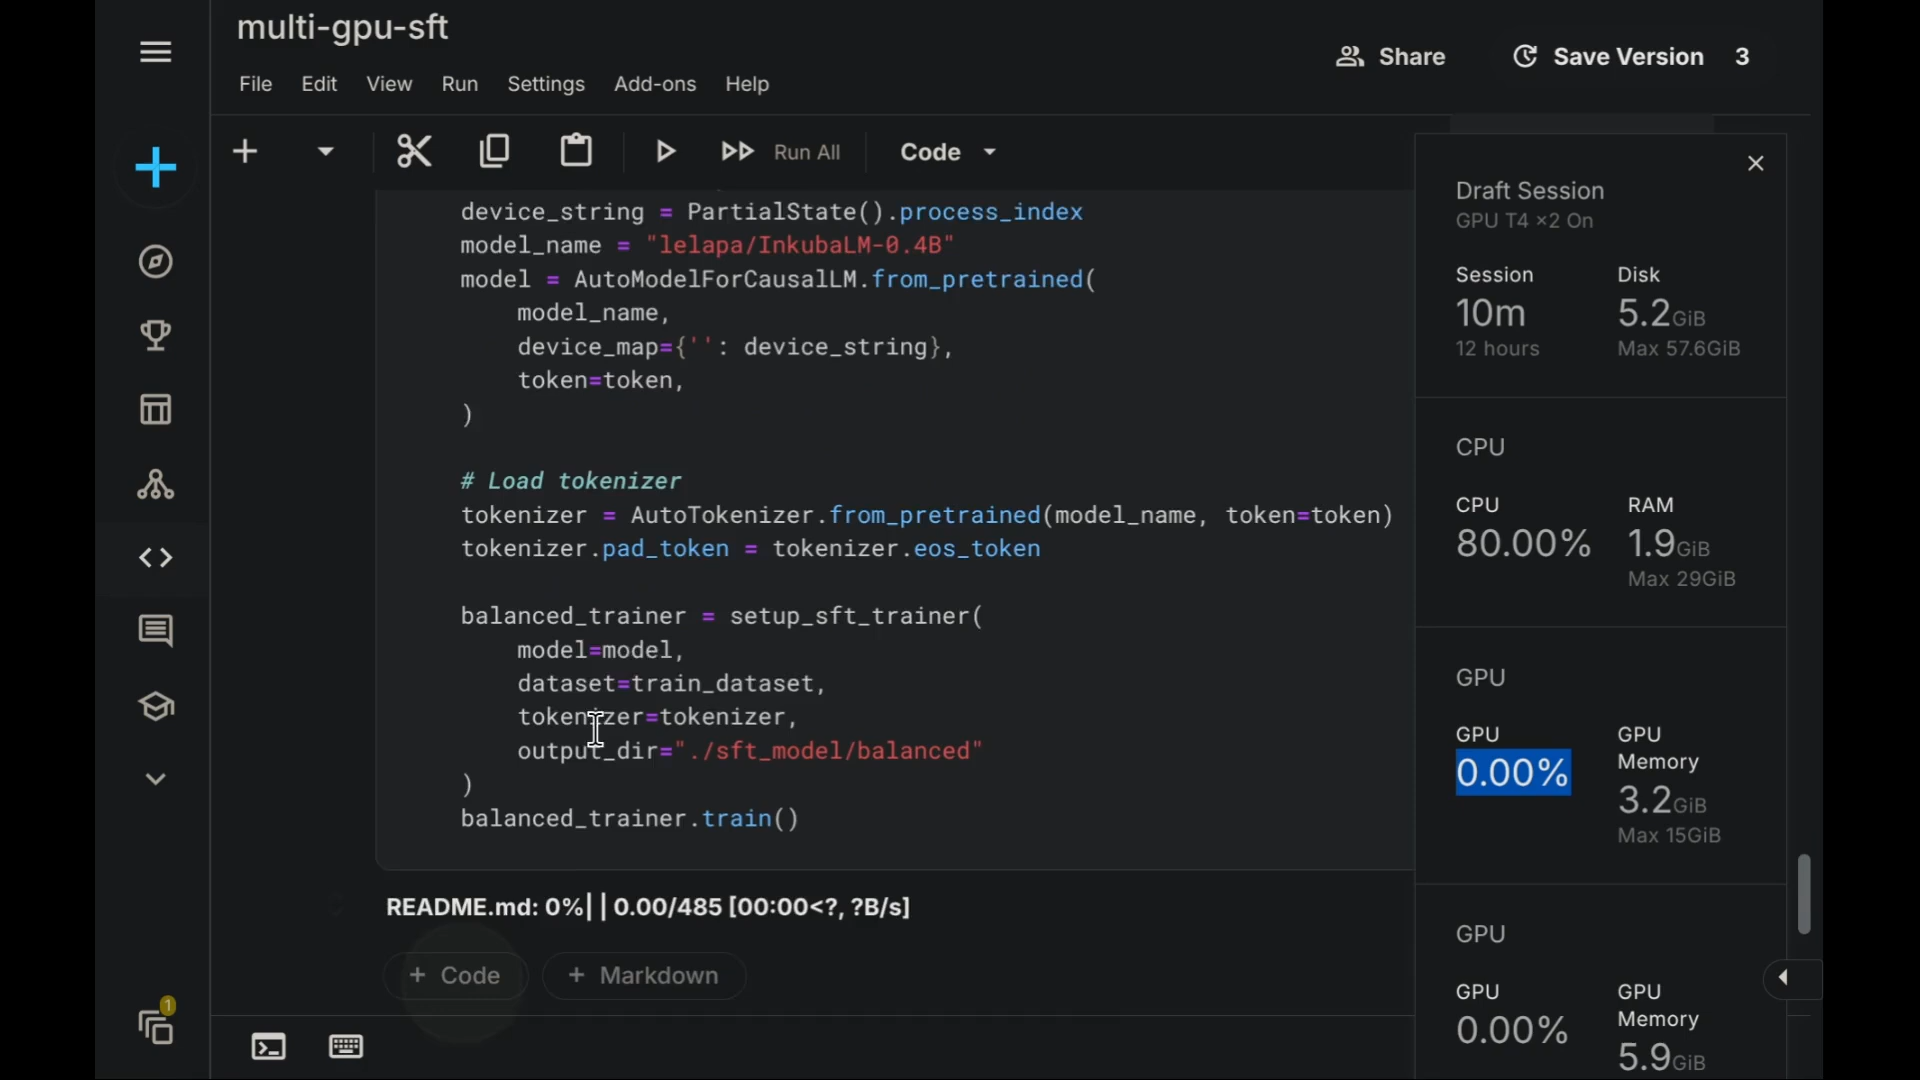 multi-gpu-sft
Share
Save Version 3
File Edit View Run Settings Add-ons Help
Run All
Code
device_string = PartialState().process_index
model_name = "lelapa/InkubaLM-0.4B"
model = AutoModelForCausalLM.from_pretrained(
model_name,
device_map={'': device_string},
token=token,
)
# Load tokenizer
tokenizer = AutoTokenizer.from_pretrained(model_name, token=token)
tokenizer.pad_token = tokenizer.eos_token
balanced_trainer = setup_sft_trainer(
model=model,
dataset=train_dataset,
tokenizer=tokenizer,
output_dir="./sft_model/balanced"
)
balanced_trainer.train()
README.md: 0%| | 0.00/485 [00:00<?, ?B/s]
+ Code
+ Markdown
1
Draft Session
GPU T4 ×2 On
Session
10m
12 hours
Disk
5.2GiB
Max 57.6GiB
CPU
CPU
80.00%
RAM
1.9GiB
Max 29GiB
GPU
GPU
0.00%
GPU
Memory
3.2GiB
Max 15GiB
GPU
GPU
0.00%
GPU
Memory
5.9GiB